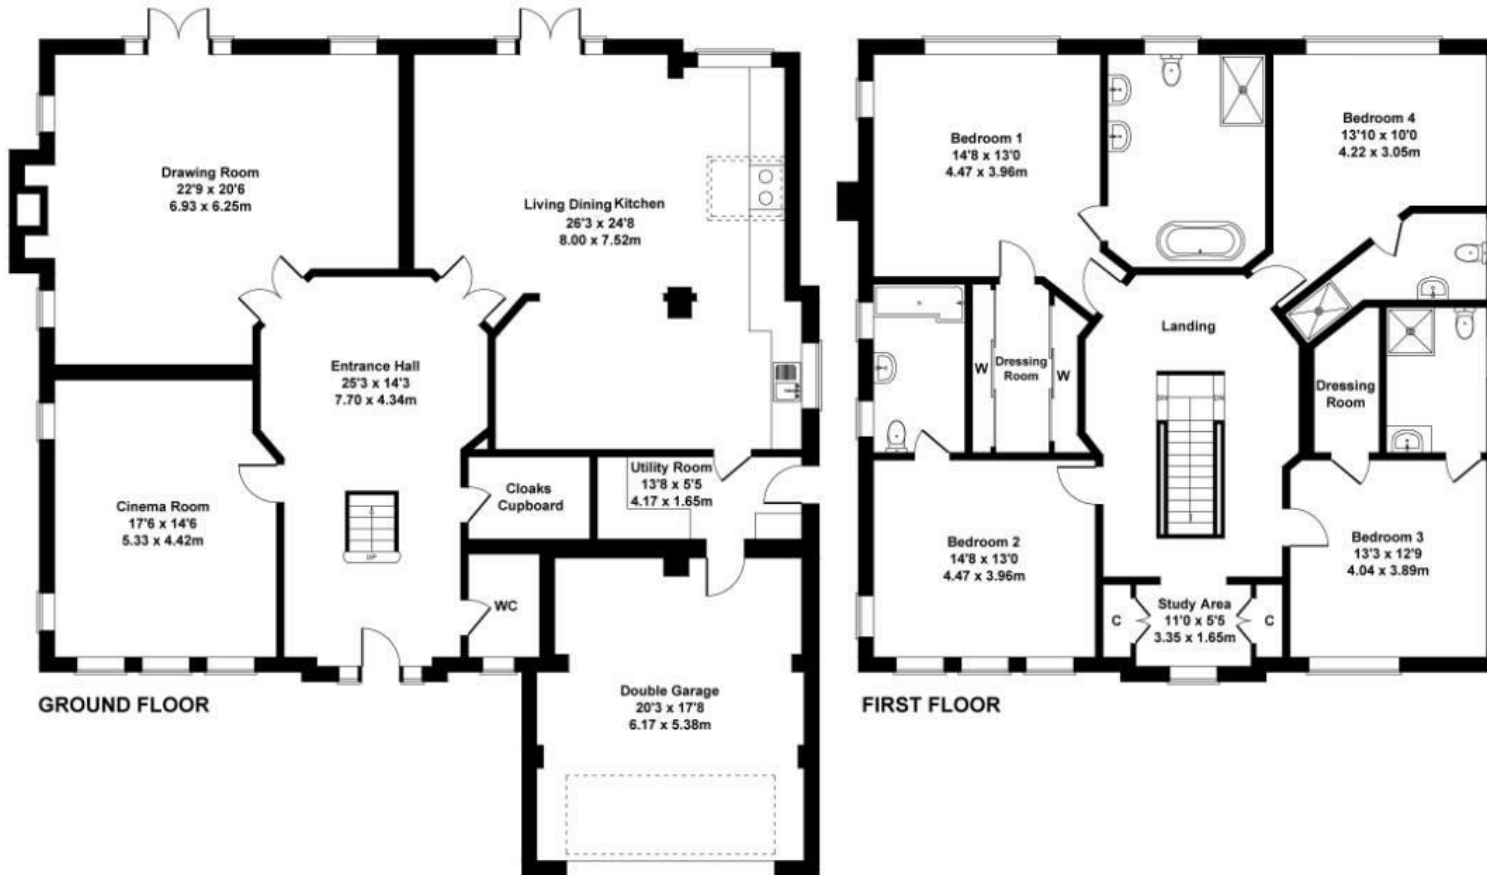 Drawing Room
22'9 x 20'6
6.93 x 6.25m
Living Dining Kitchen
26'3 x 24'8
8.00 x 7.52m
Entrance Hall
25'3 x 14'3
7.70 x 4.34m
Cinema Room
17'6 x 14'6
5.33 x 4.42m
UP
Cloaks
Cupboard
Utility Room
13'8 x 5'5
4.17 x 1.65m
WC
Double Garage
20'3 x 17'8
6.17 x 5.38m
GROUND FLOOR
Bedroom 1
14'8 x 13'0
4.47 x 3.96m
Bedroom 4
13'10 x 10'0
4.22 x 3.05m
Landing
W
Dressing
Room
W
Dressing
Room
Bedroom 2
14'8 x 13'0
4.47 x 3.96m
Bedroom 3
13'3 x 12'9
4.04 x 3.89m
C
Study Area
11'0 x 5'5
3.35 x 1.65m
C
FIRST FLOOR